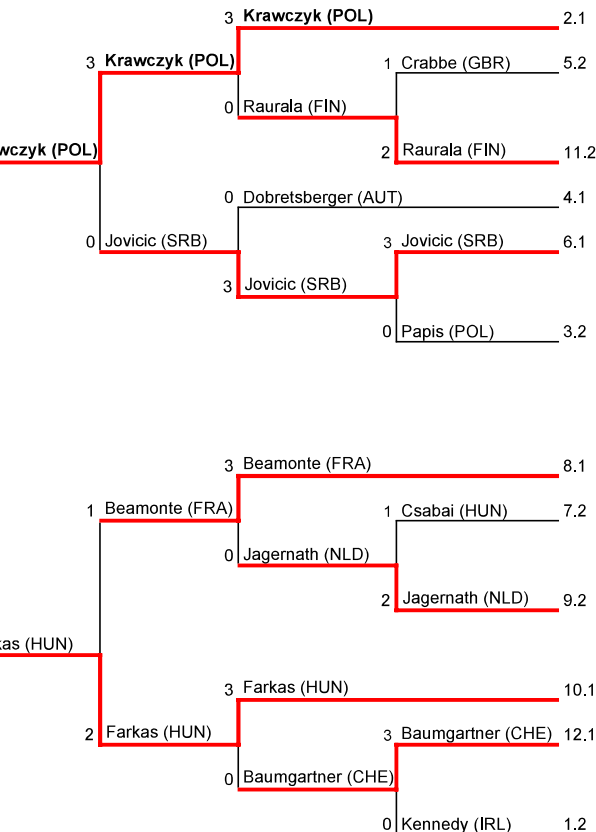 3 Krawczyk (POL) 2.1
3 Krawczyk (POL) 1 Crabbe (GBR) 5.2
0 Raurala (FIN)
wczyk (POL) 2 Raurala (FIN) 11.2
0 Dobretsberger (AUT) 4.1
0 Jovicic (SRB) 3 Jovicic (SRB) 6.1
3 Jovicic (SRB)
0 Papis (POL) 3.2
3 Beamonte (FRA) 8.1
1 Beamonte (FRA) 1 Csabai (HUN) 7.2
0 Jagernath (NLD)
2 Jagernath (NLD) 9.2
kas (HUN)
3 Farkas (HUN) 10.1
2 Farkas (HUN) 3 Baumgartner (CHE) 12.1
0 Baumgartner (CHE)
0 Kennedy (IRL) 1.2